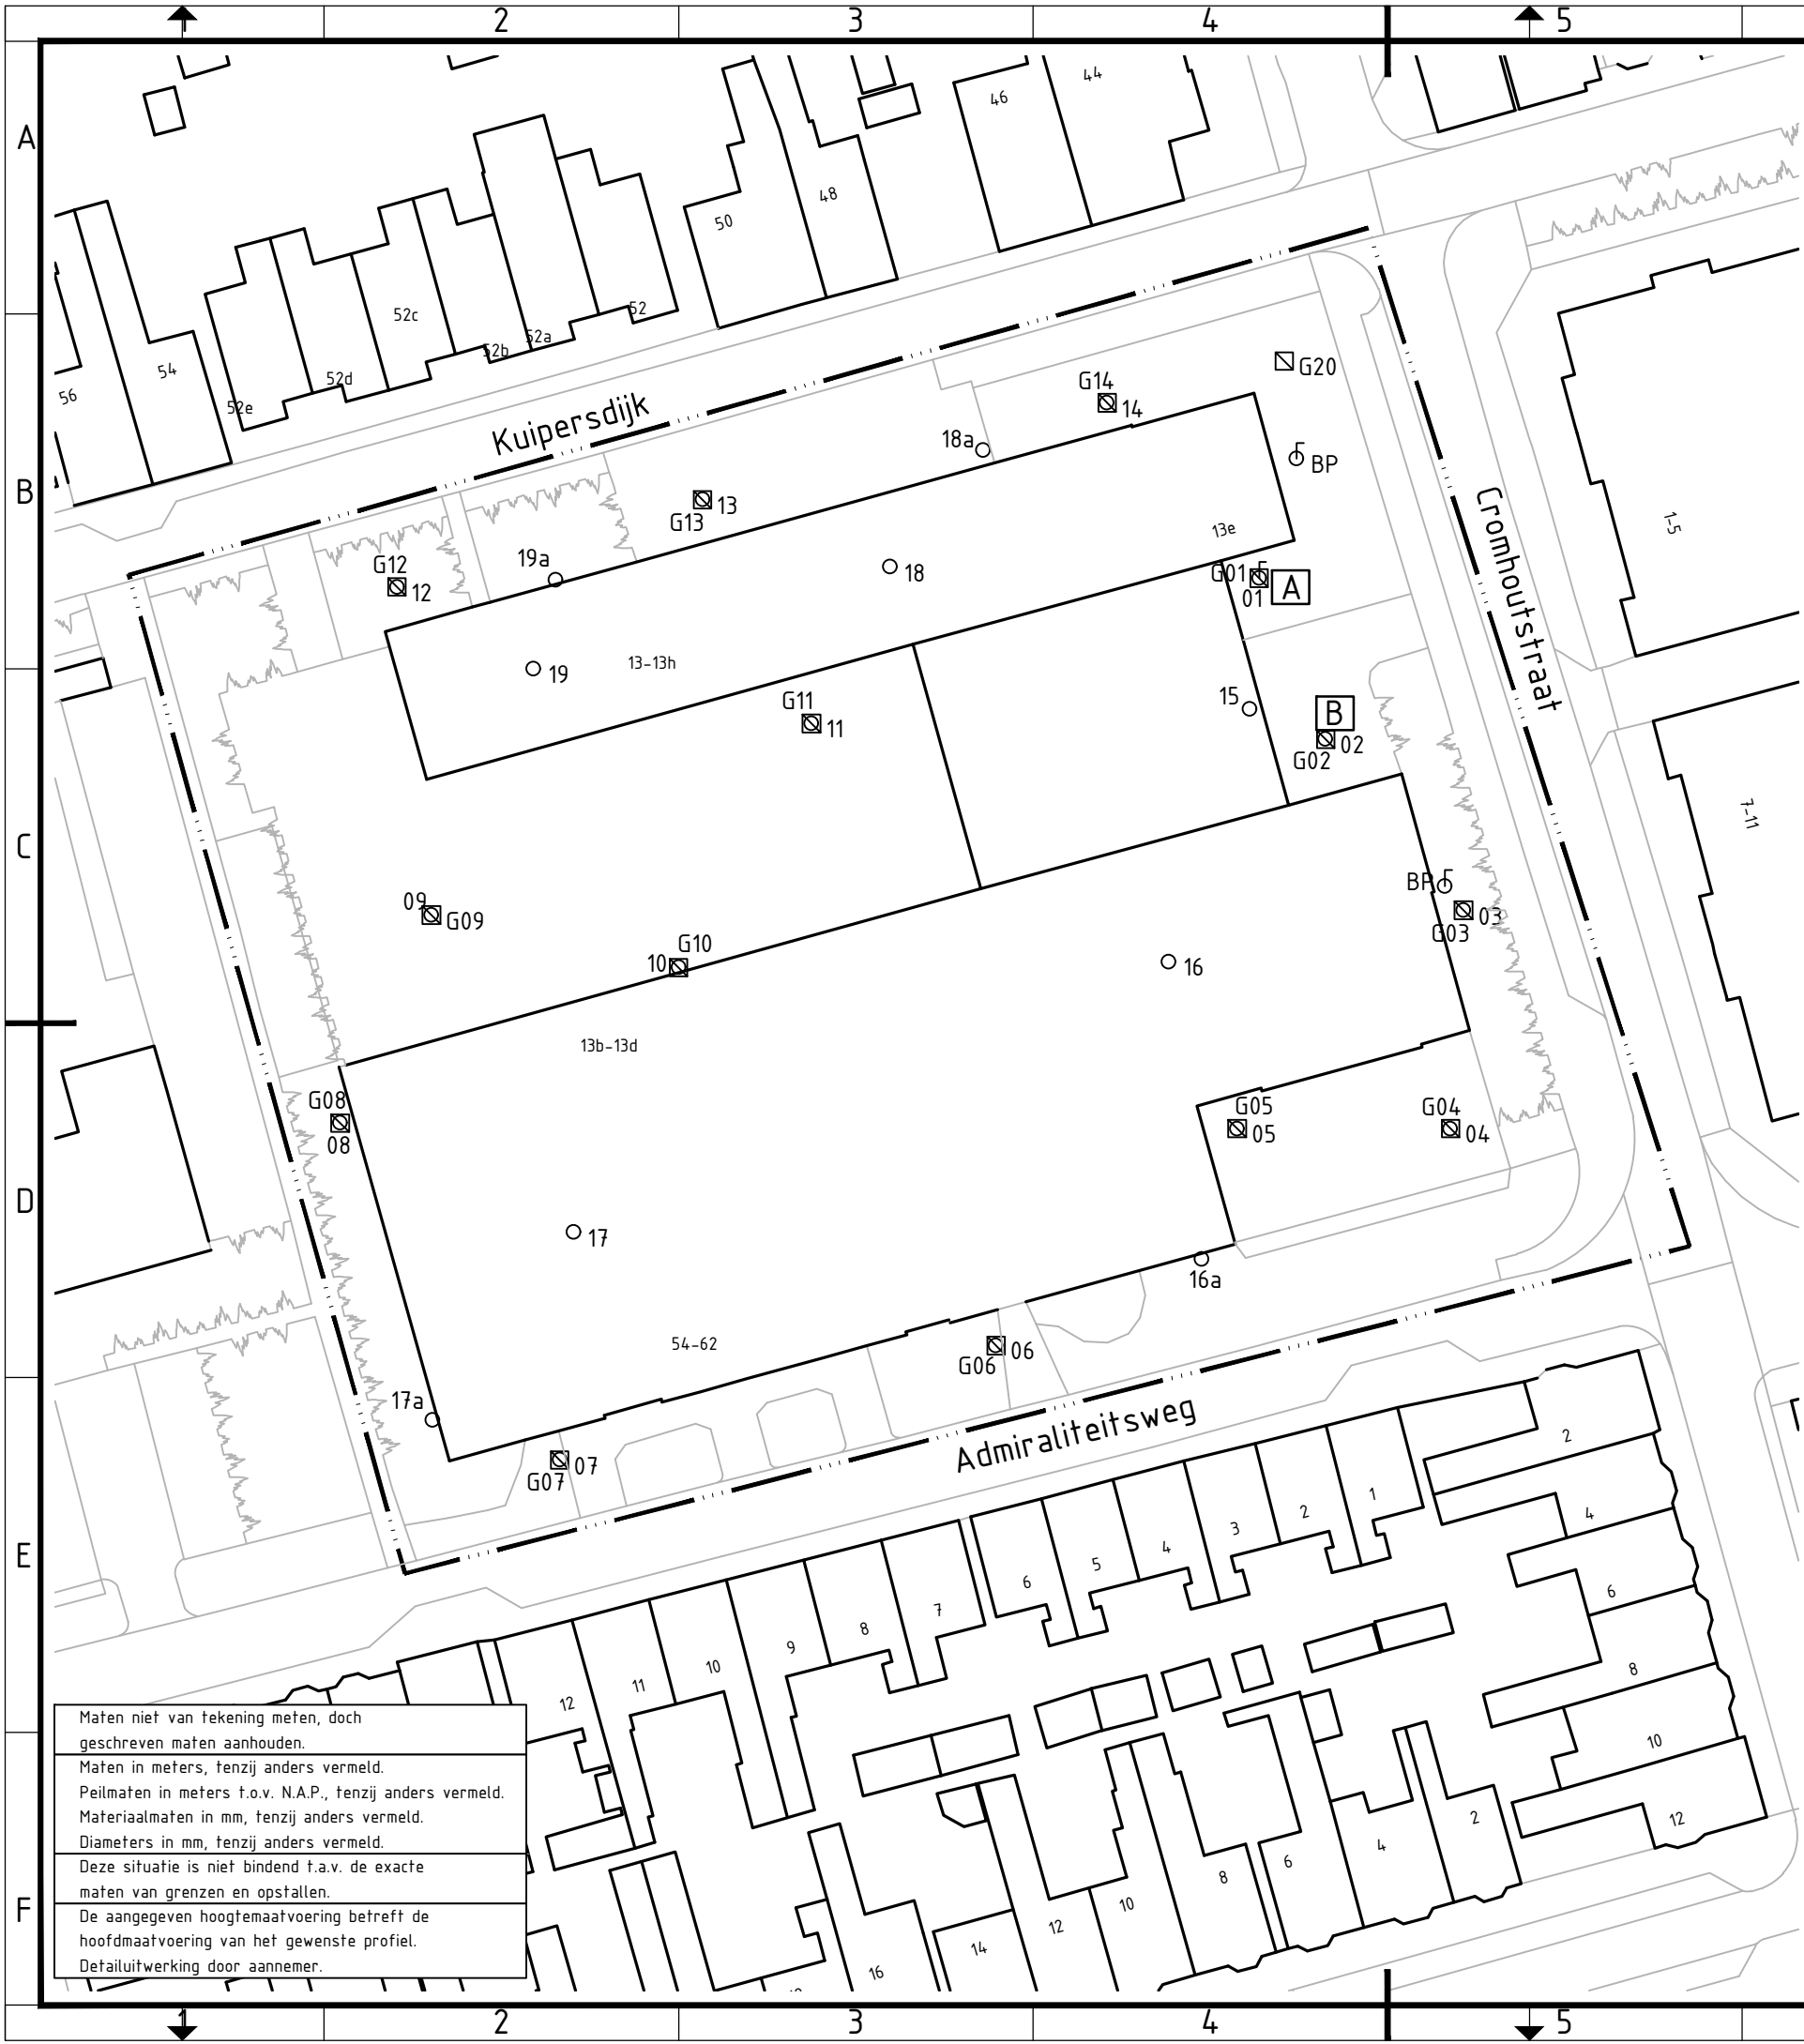 2
3
4
5
A
44
46
48
50
52
52a
52b
52c
52d
52e
54
56
G20
G14
14
Kuipersdijk
18a
BP
B
13
G13
Cromhoutstraat
1-5
13e
19a
G12
12
18
G01
01
A
19
13-13h
G11
11
15
B
02
G02
C
7-11
BP
09
G09
03
G03
G10
10
16
13b-13d
G08
08
G05
05
G04
04
D
17
16a
54-62
06
G06
17a
Admiraliteitsweg
07
G07
2
1
2
3
4
5
6
4
E
6
7
8
9
10
11
12
8
10
12
2
4
6
8
10
12
14
16
Maten niet van tekening meten, doch
geschreven maten aanhouden.
Maten in meters, tenzij anders vermeld.
Peilmaten in meters t.o.v. N.A.P., tenzij anders vermeld.
Materiaalmaten in mm, tenzij anders vermeld.
Diameters in mm, tenzij anders vermeld.
Deze situatie is niet bindend t.a.v. de exacte
maten van grenzen en opstallen.
De aangegeven hoogtemaatvoering betreft de
hoofdmaatvoering van het gewenste profiel.
Detailuitwerking door aannemer.
F
1
2
3
4
5